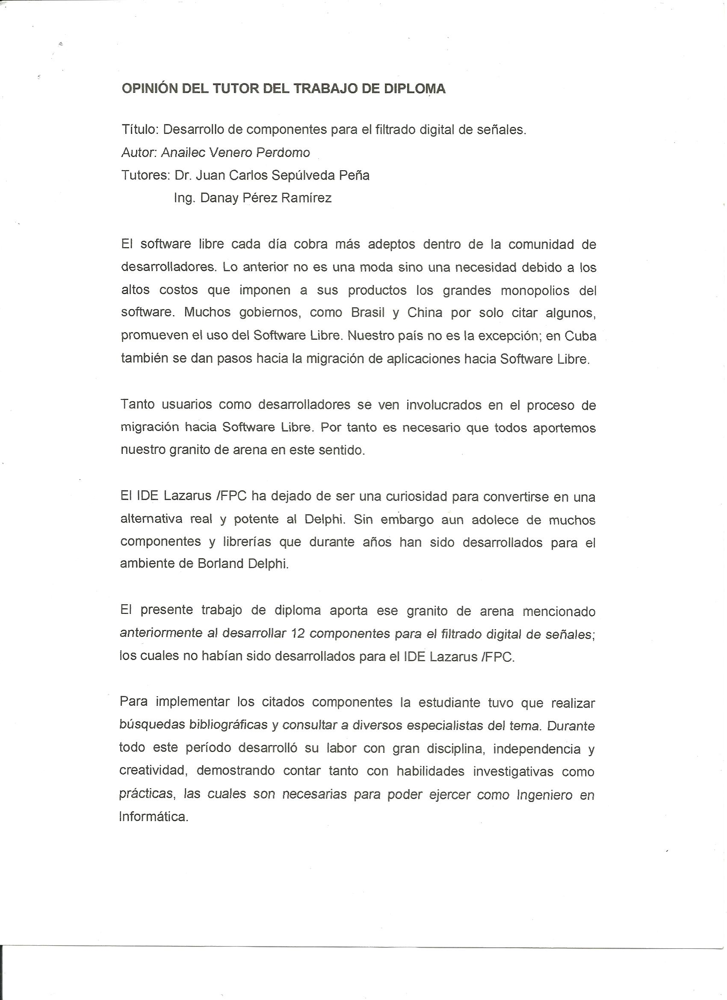 OPINIÓN DEL TUTOR DEL TRABAJO DE DIPLOMA
Título: Desarrollo de componentes para el filtrado digital de señales.
Autor: Anailec Venero Perdomo
Tutores: Dr. Juan Carlos Sepúlveda Peña
Ing. Danay Pérez Ramírez
El software libre cada día cobra más adeptos dentro de la comunidad de
desarrolladores. Lo anterior no es una moda sino una necesidad debido a los
altos costos que imponen a sus productos los grandes monopolios del
software. Muchos gobiernos, como Brasil y China por solo citar algunos,
promueven el uso del Software Libre. Nuestro país no es la excepción; en Cuba
también se dan pasos hacia la migración de aplicaciones hacia Software Libre.
Tanto usuarios como desarrolladores se ven involucrados en el proceso de
migración hacia Software Libre. Por tanto es necesario que todos aportemos
nuestro granito de arena en este sentido.
El IDE Lazarus /FPC ha dejado de ser una curiosidad para convertirse en una
alternativa real y potente al Delphi. Sin embargo aun adolece de muchos
componentes y librerías que durante años han sido desarrollados para el
ambiente de Borland Delphi.
El presente trabajo de diploma aporta ese granito de arena mencionado
anteriormente al desarrollar 12 componentes para el filtrado digital de señales;
los cuales no habían sido desarrollados para el IDE Lazarus /FPC.
Para implementar los citados componentes la estudiante tuvo que realizar
búsquedas bibliográficas y consultar a diversos especialistas del tema. Durante
todo este período desarrolló su labor con gran disciplina, independencia y
creatividad, demostrando contar tanto con habilidades investigativas como
prácticas, las cuales son necesarias para poder ejercer como Ingeniero en
Informática.